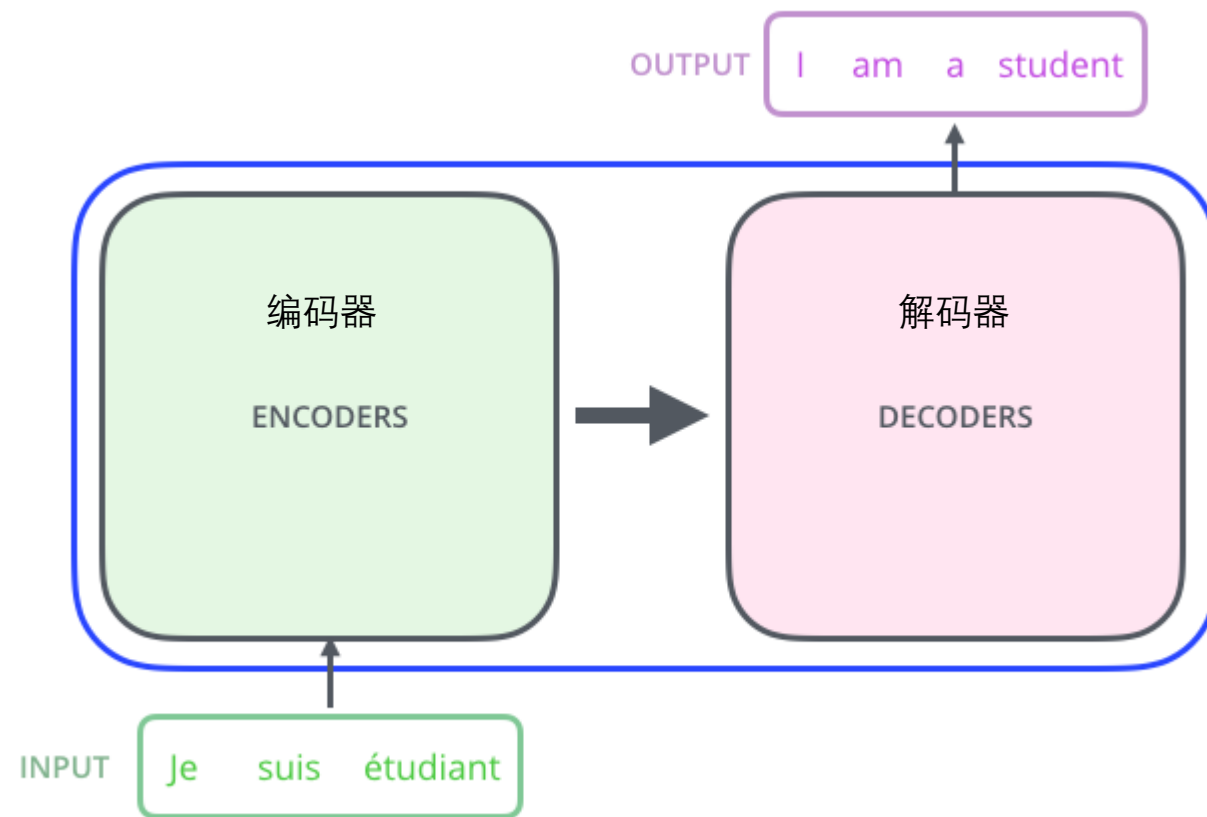 OUTPUT I am a student
编码器
解码器
ENCODERS
DECODERS
INPUT Je suis étudiant